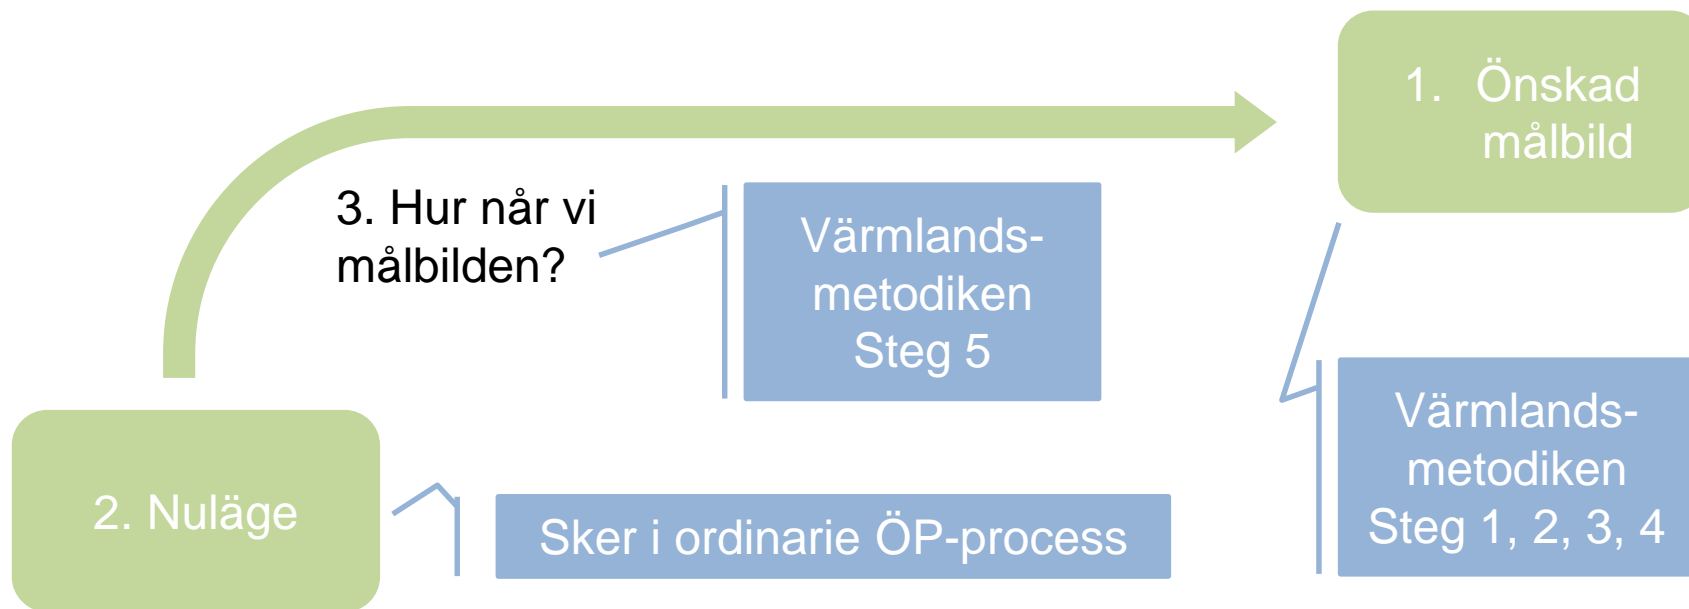 1. Önskad
målbild
3. Hur når vi
målbilden?
Värmlands-
metodiken
Steg 5
Värmlands-
metodiken
Steg 1, 2, 3, 4
2. Nuläge
Sker i ordinarie ÖP-process